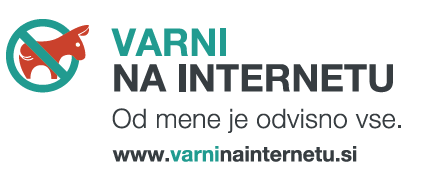 VARNI
NA INTERNETU
Od mene je odvisno vse.
www.varninainternetu.si